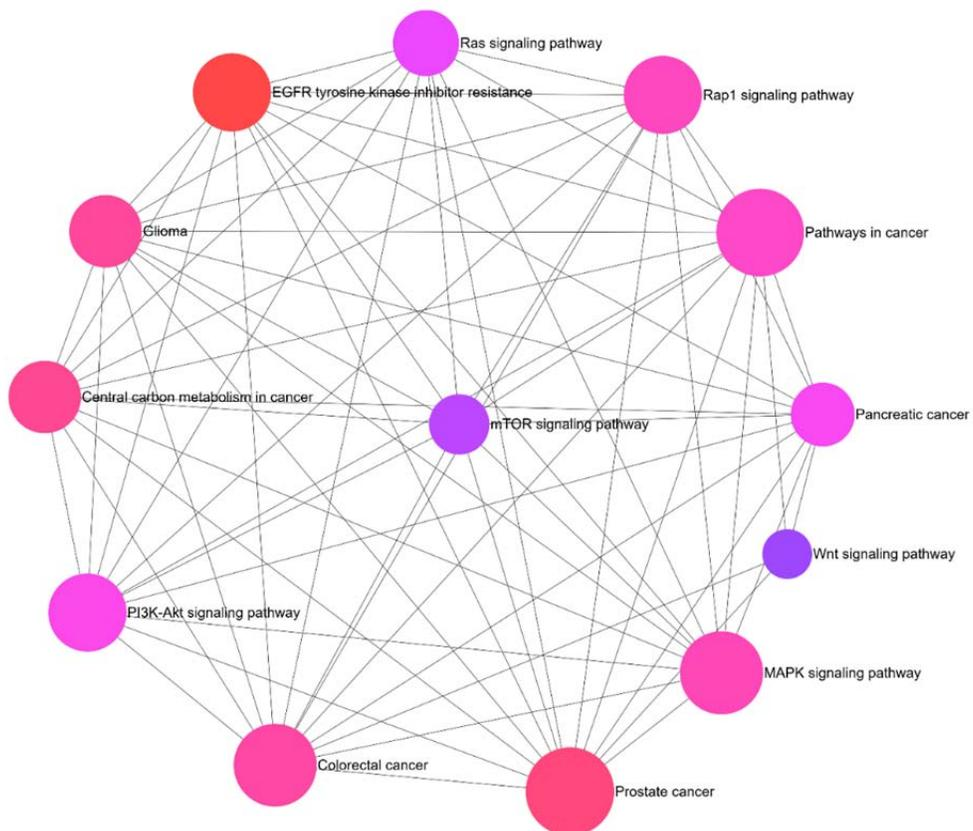 Ras signaling pathway
EGFR tyrosine kinase inhibitor resistance
Rap1 signaling pathway
Glioma
Pathways in cancer
Central carbon metabolism in cancer
mTOR signaling pathway
Pancreatic cancer
Wnt signaling pathway
PI3K-Akt signaling pathway
MAPK signaling pathway
Colorectal cancer
Prostate cancer